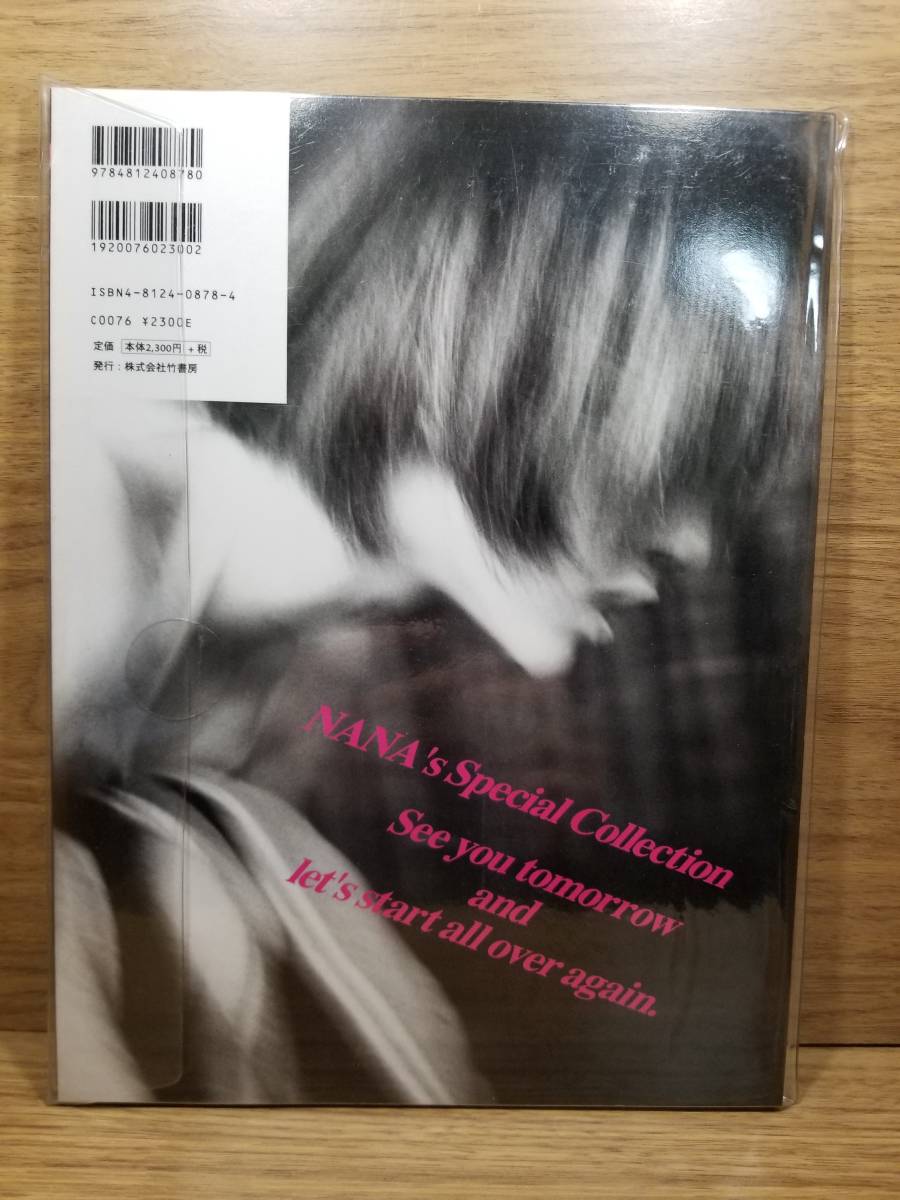 9784812408780
1920076023002
ISBN4-8124-0878-4
C0076 ¥2300E
定価 本体2,300円 +税
発行：株式会社竹書房
NANA's Special Collection
See you tomorrow
and
let's start all over again.